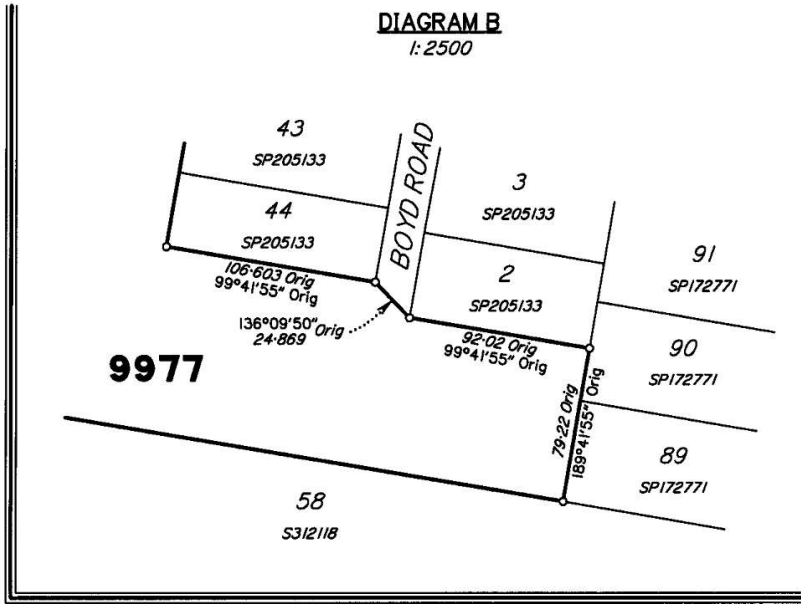 DIAGRAM B
1:2500
43
SP205133
BOYD ROAD
3
SP205133
44
SP205133
91
SP172771
2
SP205133
106·603 Orig
99°41'55" Orig
136°09'50" Orig
24·869
92·02 Orig
99°41'55" Orig
90
SP172771
9977
79·22 Orig
189°41'55" Orig
89
SP172771
58
S312118